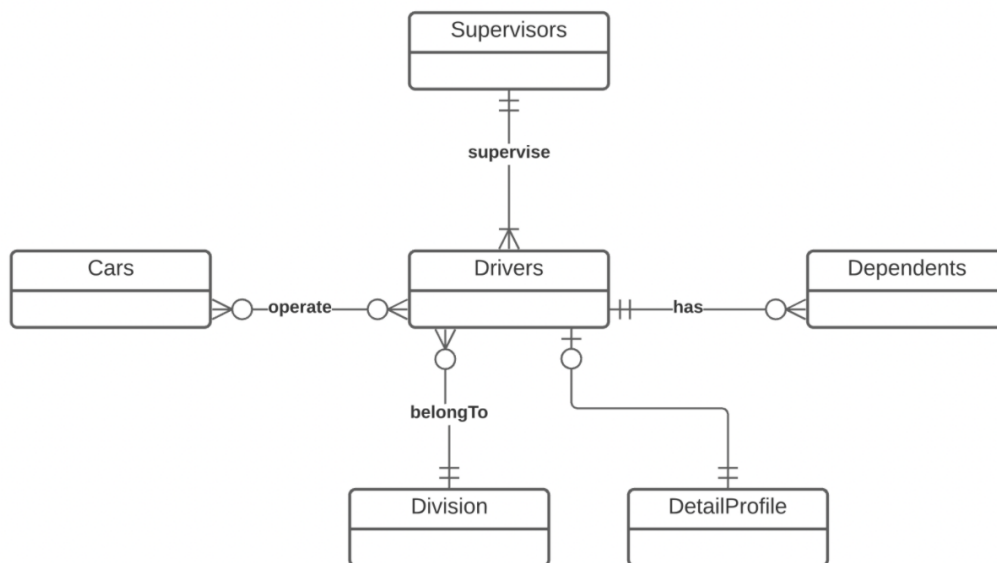 Supervisors
supervise
Cars
Drivers
Dependents
operate
has
belongTo
Division
DetailProfile